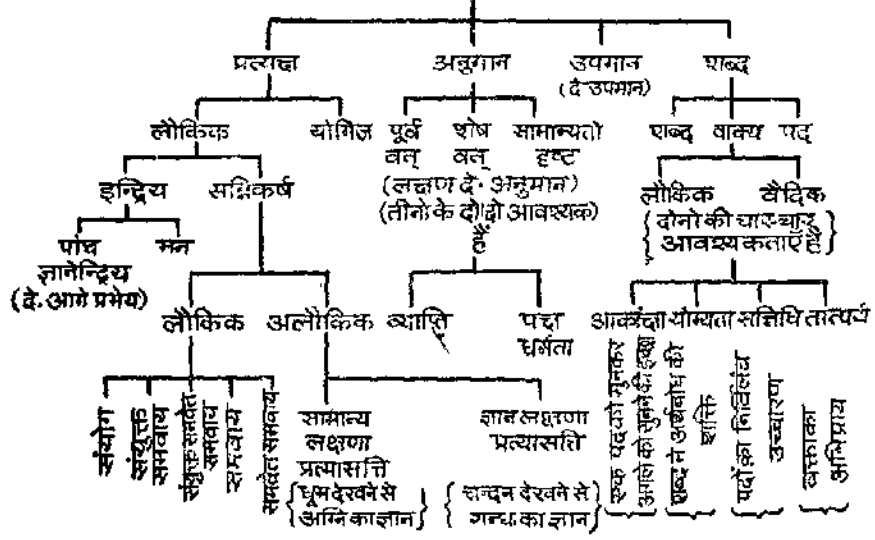 प्रत्यक्ष अनुमान उपमान शब्द
(दे-उपमान)
लौकिक योगिज पूर्व शेष सामान्यतो शब्द वाक्य पद
वत् वत् दृष्ट
इन्द्रिय सन्निकर्ष (लक्षण दे- अनुमान) लौकिक वैदिक
(तीनो के दो दो आवश्यक) { दोनो की चार चार
पांच मन हैं आवश्यकताएँ हैं }
ज्ञानेन्द्रिय
(दे. आगे प्रमेय)
लौकिक अलौकिक व्याप्ति पक्ष आकांक्षा योग्यता सन्निधि तात्पर्य
धर्मता
संयोग
संयुक्त
समवाय
संयुक्त समवेत
समवाय
समवाय
समवेत समवाय
सामान्य
लक्षणा
प्रत्यासत्ति
{ धूम देखने से
अग्नि का ज्ञान }
ज्ञान लक्षणा
प्रत्यासत्ति
{ चन्दन देखने से
गन्ध का ज्ञान }
एक पद को सुनकर
अगले को सुनने की इच्छा
शब्द ने अर्थबोध की
शक्ति
पदों का निर्विलंब
उच्चारण
वक्ता का
अभिप्राय